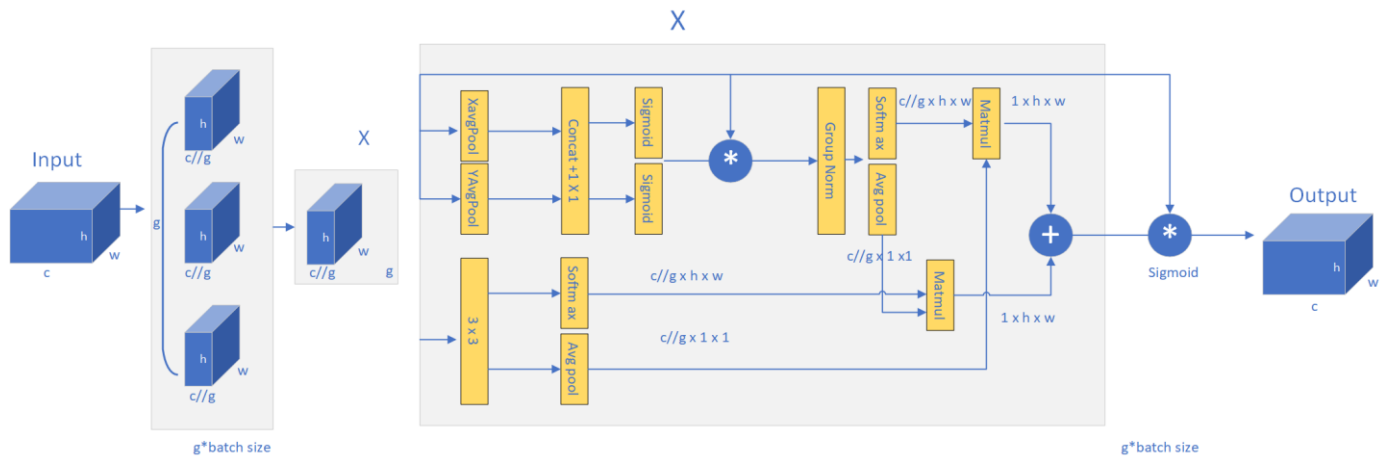 X
Input
h
w
c
g
h
w
c//g
h
w
c//g
h
w
c//g
g*batch size
X
h
w
c//g
g
XavgPool
YAvgPool
Concat +1 X 1
Sigmoid
Sigmoid
*
Group Norm
Softm ax
Avg pool
c//g x h x w
Matmul
1 x h x w
c//g x 1 x1
3 x 3
Softm ax
Avg pool
c//g x h x w
c//g x 1 x 1
Matmul
1 x h x w
+
*
Sigmoid
Output
h
w
c
g*batch size